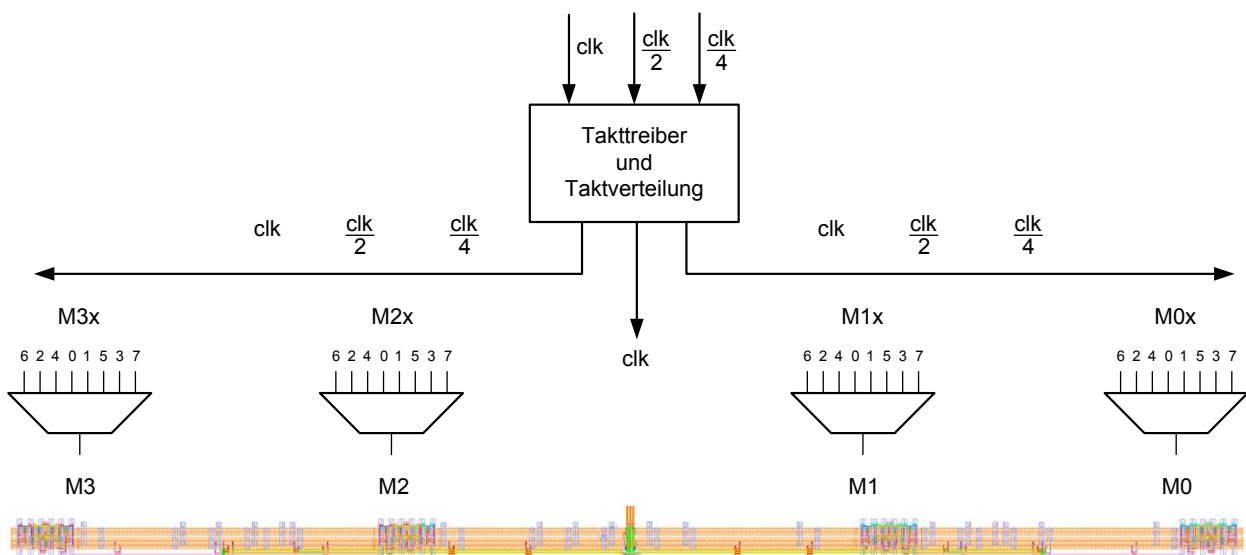 clk clk/2 clk/4
Takttreiber
und
Taktverteilung
clk clk/2 clk/4 clk clk/2 clk/4
M3x M2x M1x M0x
clk
6 2 4 0 1 5 3 7 6 2 4 0 1 5 3 7 6 2 4 0 1 5 3 7 6 2 4 0 1 5 3 7
M3 M2 M1 M0